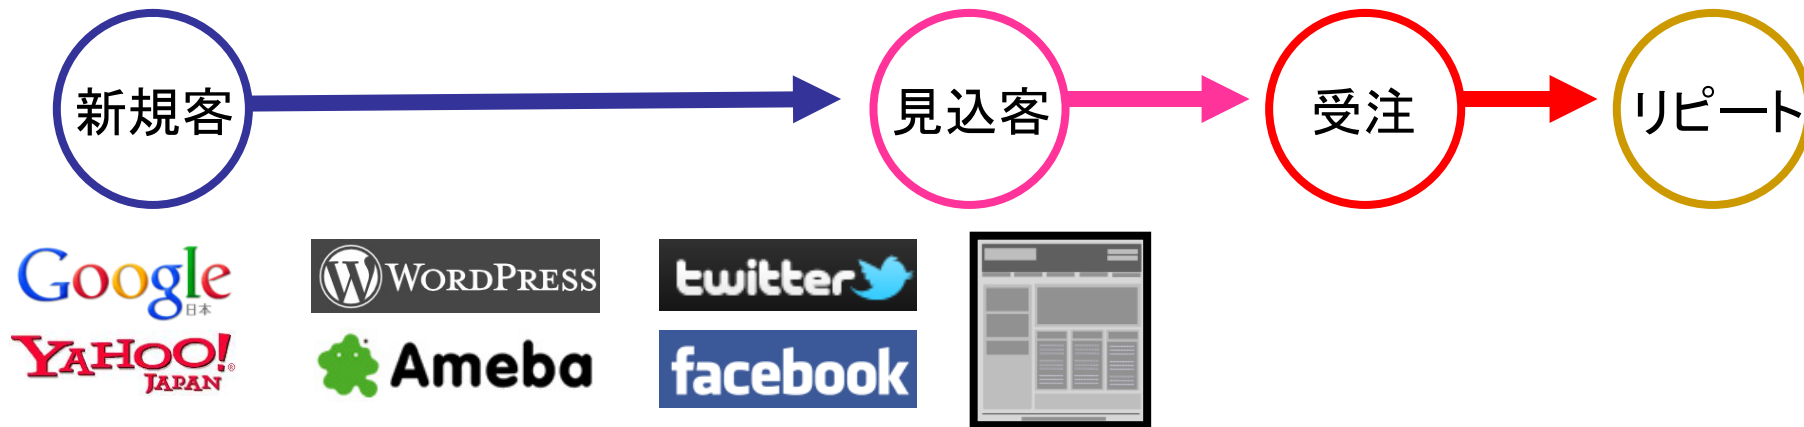 新規客
見込客
受注
リピート
Google
日本
WORDPRESS
twitter
YAHOO!
JAPAN
Ameba
facebook